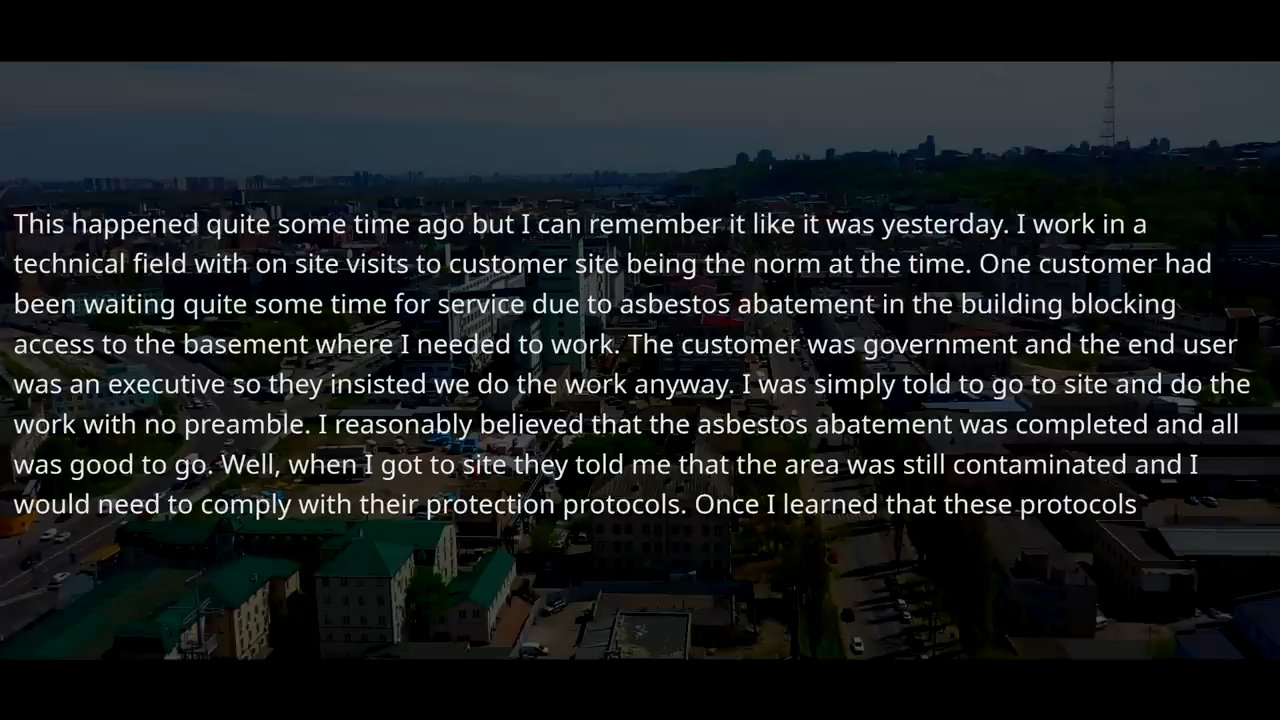 This happened quite some time ago but I can remember it like it was yesterday. I work in a
technical field with on site visits to customer site being the norm at the time. One customer had
been waiting quite some time for service due to asbestos abatement in the building blocking
access to the basement where I needed to work. The customer was government and the end user
was an executive so they insisted we do the work anyway. I was simply told to go to site and do the
work with no preamble. I reasonably believed that the asbestos abatement was completed and all
was good to go. Well, when I got to site they told me that the area was still contaminated and I
would need to comply with their protection protocols. Once I learned that these protocols